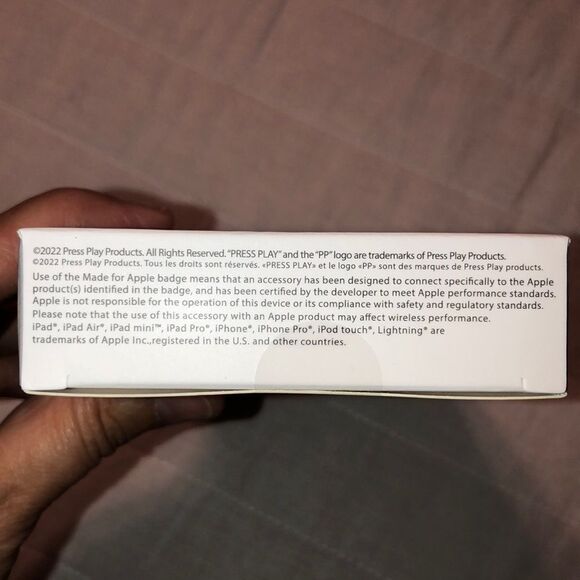 ©2022 Press Play Products. All Rights Reserved. "PRESS PLAY" and the "PP" logo are trademarks of Press Play Products.
©2022 Press Play Products. Tous les droits sont réservés. «PRESS PLAY» et le logo «PP» sont des marques de Press Play products.
Use of the Made for Apple badge means that an accessory has been designed to connect specifically to the Apple
product(s) identified in the badge, and has been certified by the developer to meet Apple performance standards.
Apple is not responsible for the operation of this device or its compliance with safety and regulatory standards.
Please note that the use of this accessory with an Apple product may affect wireless performance.
iPad®, iPad Air®, iPad mini™, iPad Pro®, iPhone®, iPhone Pro®, iPod touch®, Lightning® are
trademarks of Apple Inc.,registered in the U.S. and other countries.